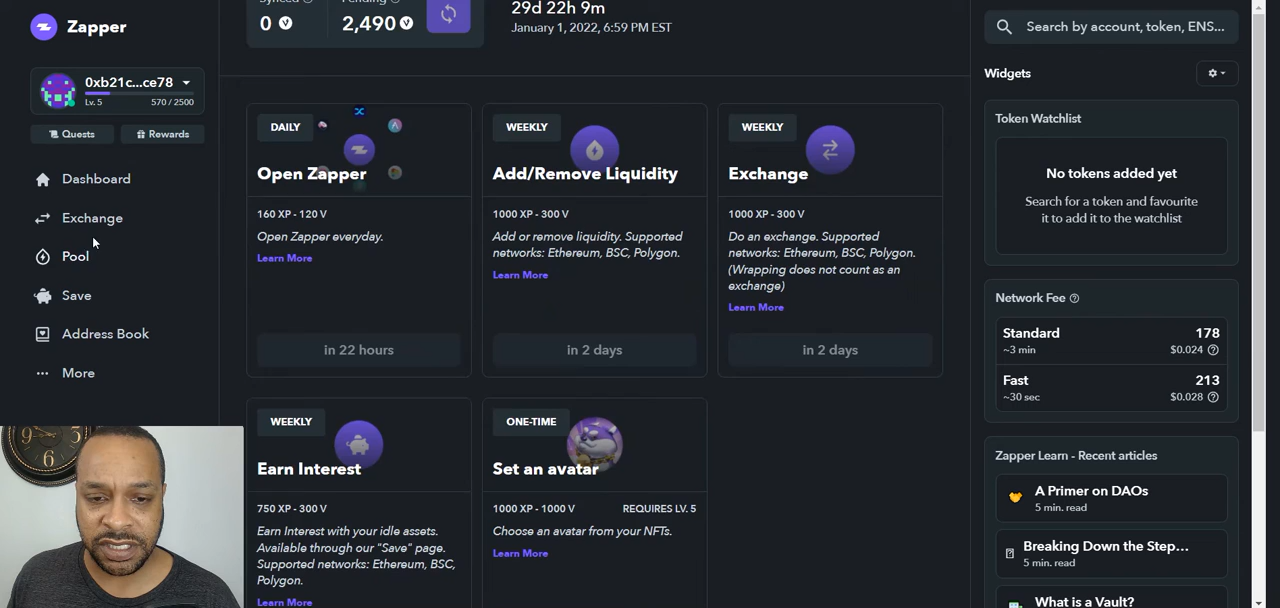 Zapper
0xb21c...ce78
Lv. 5 570 / 2500
Quests
Rewards
Dashboard
Exchange
Pool
Save
Address Book
More
0
2,490
29d 22h 9m
January 1, 2022, 6:59 PM EST
DAILY
Open Zapper
160 XP - 120 V
Open Zapper everyday.
Learn More
in 22 hours
WEEKLY
Add/Remove Liquidity
1000 XP - 300 V
Add or remove liquidity. Supported
networks: Ethereum, BSC, Polygon.
Learn More
in 2 days
WEEKLY
Exchange
1000 XP - 300 V
Do an exchange. Supported
networks: Ethereum, BSC, Polygon.
(Wrapping does not count as an
exchange)
Learn More
in 2 days
WEEKLY
Earn Interest
750 XP - 300 V
Earn Interest with your idle assets.
Available through our "Save" page.
Supported networks: Ethereum, BSC,
Polygon.
Learn More
ONE-TIME
Set an avatar
1000 XP - 1000 V REQUIRES LV. 5
Choose an avatar from your NFTs.
Learn More
Search by account, token, ENS...
Widgets
Token Watchlist
No tokens added yet
Search for a token and favourite
it to add it to the watchlist
Network Fee
Standard 178
~3 min $0.024
Fast 213
~30 sec $0.028
Zapper Learn - Recent articles
A Primer on DAOs
5 min. read
Breaking Down the Step...
5 min. read
What is a Vault?